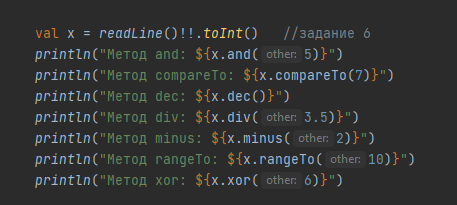 val x = readLine()!!.toInt()   //задание 6
println("Метод and: ${x.and( other: 5)}")
println("Метод compareTo: ${x.compareTo(7)}")
println("Метод dec: ${x.dec()}")
println("Метод div: ${x.div( other: 3.5)}")
println("Метод minus: ${x.minus( other: 2)}")
println("Метод rangeTo: ${x.rangeTo( other: 10)}")
println("Метод xor: ${x.xor( other: 6)}")